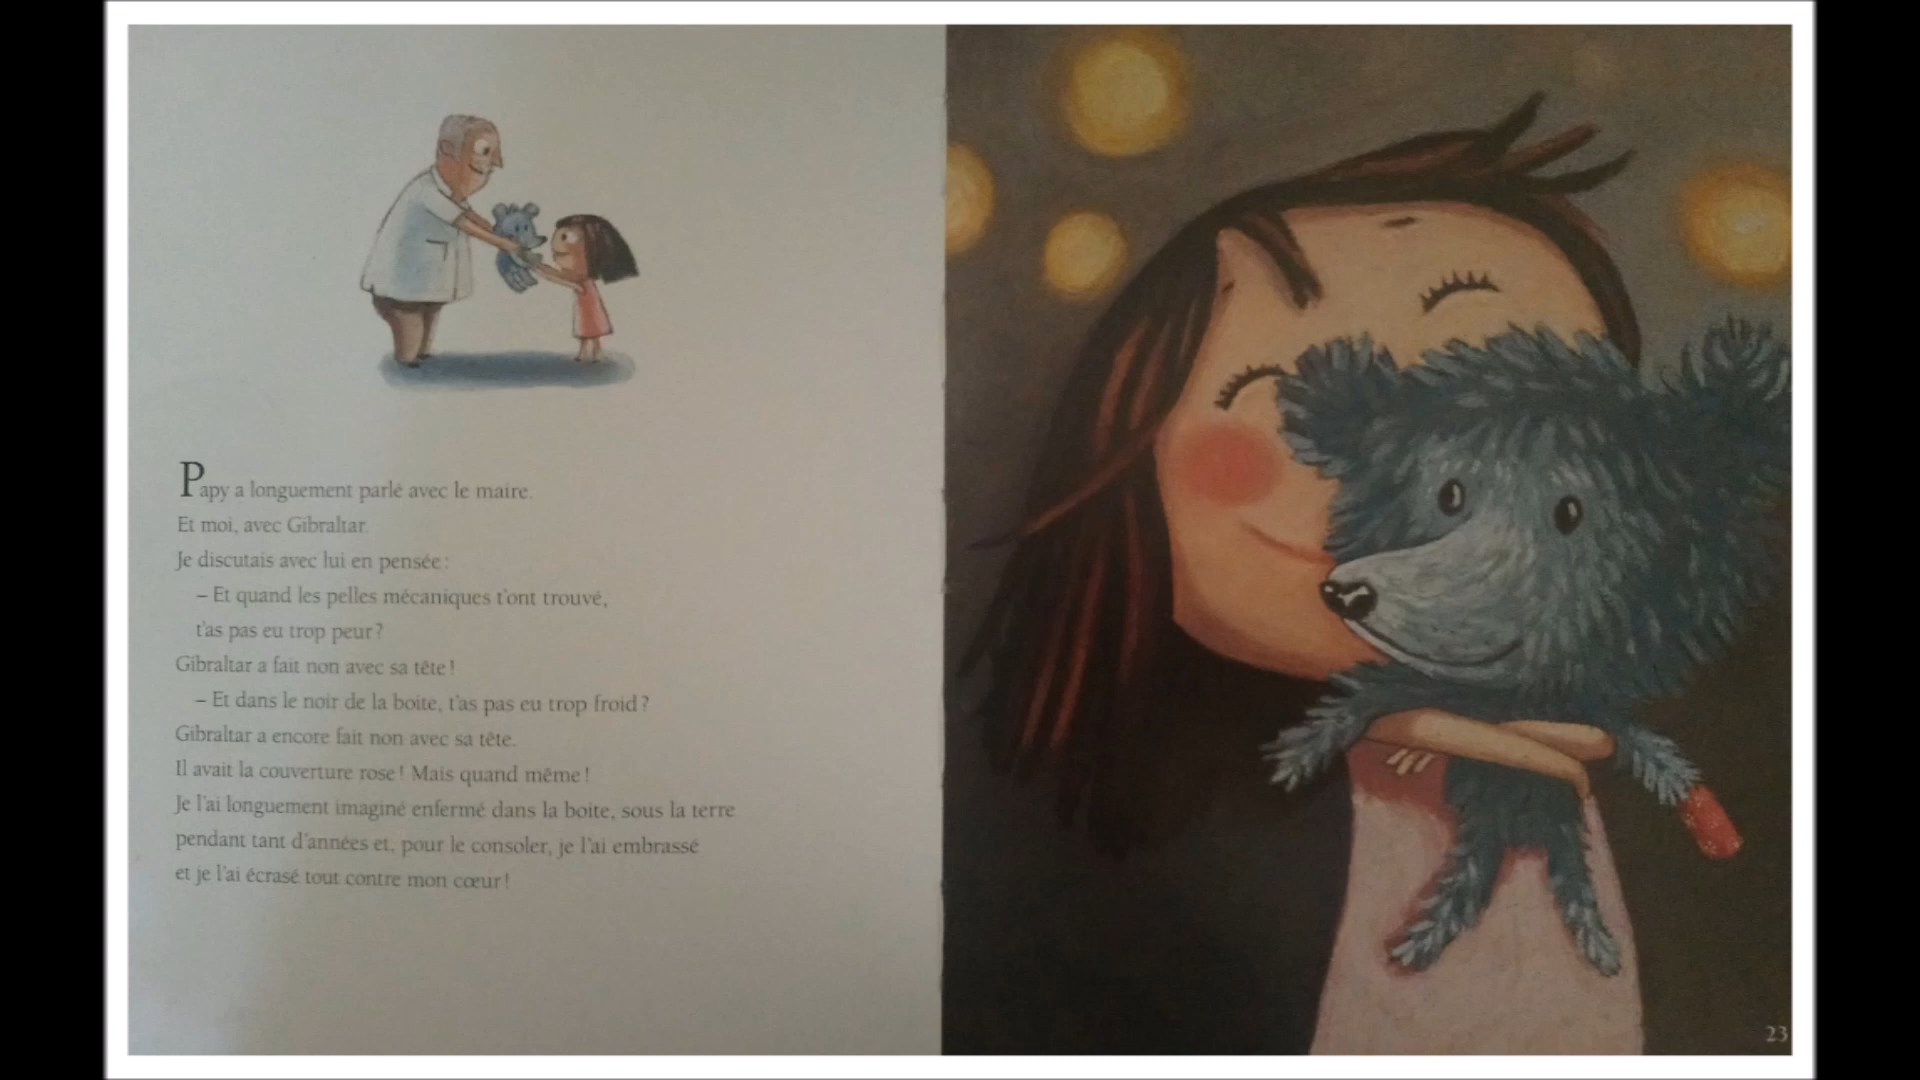 Papy a longuement parlé avec le maire.
Et moi, avec Gibraltar.
Je discutais avec lui en pensée :
– Et quand les pelles mécaniques t'ont trouvé,
t'as pas eu trop peur ?
Gibraltar a fait non avec sa tête !
– Et dans le noir de la boite, t'as pas eu trop froid ?
Gibraltar a encore fait non avec sa tête.
Il avait la couverture rose ! Mais quand même !
Je l'ai longuement imaginé enfermé dans la boite, sous la terre
pendant tant d'années et, pour le consoler, je l'ai embrassé
et je l'ai écrasé tout contre mon cœur !
23